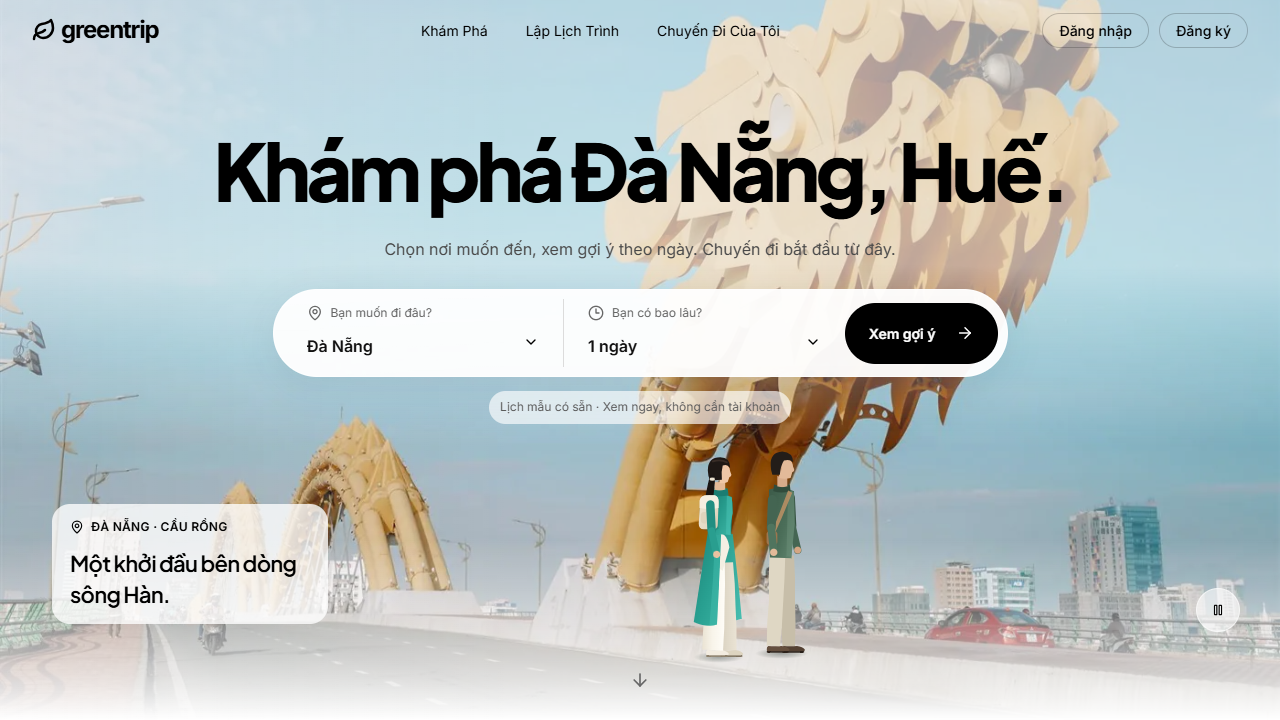 greentrip
Khám Phá
Lập Lịch Trình
Chuyến Đi Của Tôi
Đăng nhập
Đăng ký
Khám phá Đà Nẵng, Huế.
Chọn nơi muốn đến, xem gợi ý theo ngày. Chuyến đi bắt đầu từ đây.
Bạn muốn đi đâu?
Đà Nẵng
Bạn có bao lâu?
1 ngày
Xem gợi ý
Lịch mẫu có sẵn · Xem ngay, không cần tài khoản
ĐÀ NẴNG · CẦU RỒNG
Một khởi đầu bên dòng
sông Hàn.